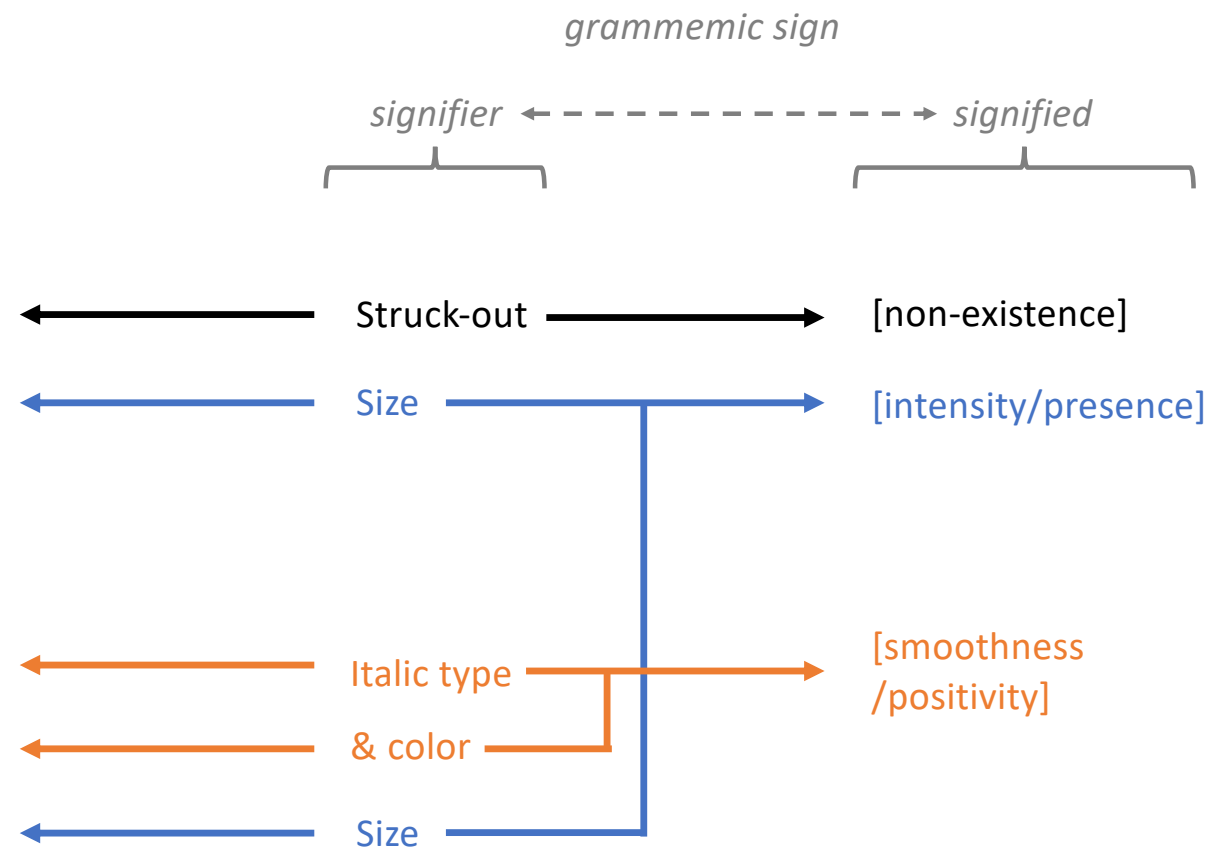 grammemic sign
signifier signified
Struck-out [non-existence]
Size [intensity/presence]
Italic type [smoothness
/positivity]
& color
Size